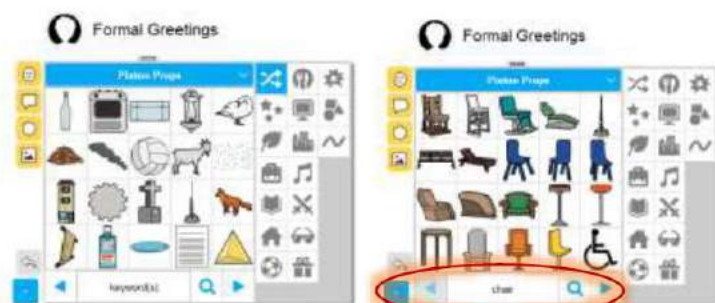 Formal Greetings
Pixton Props
keyword(s)
Formal Greetings
Pixton Props
chair